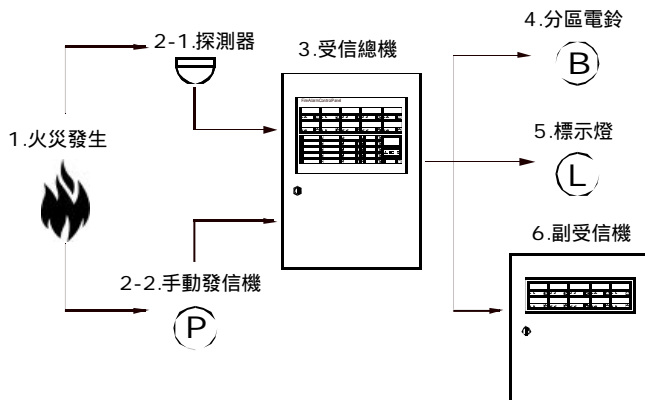 4.分區電鈴
2-1.探測器
3.受信總機
B
FireAlarmControlPanel
5.標示燈
1.火災發生
L
6.副受信機
2-2.手動發信機
P